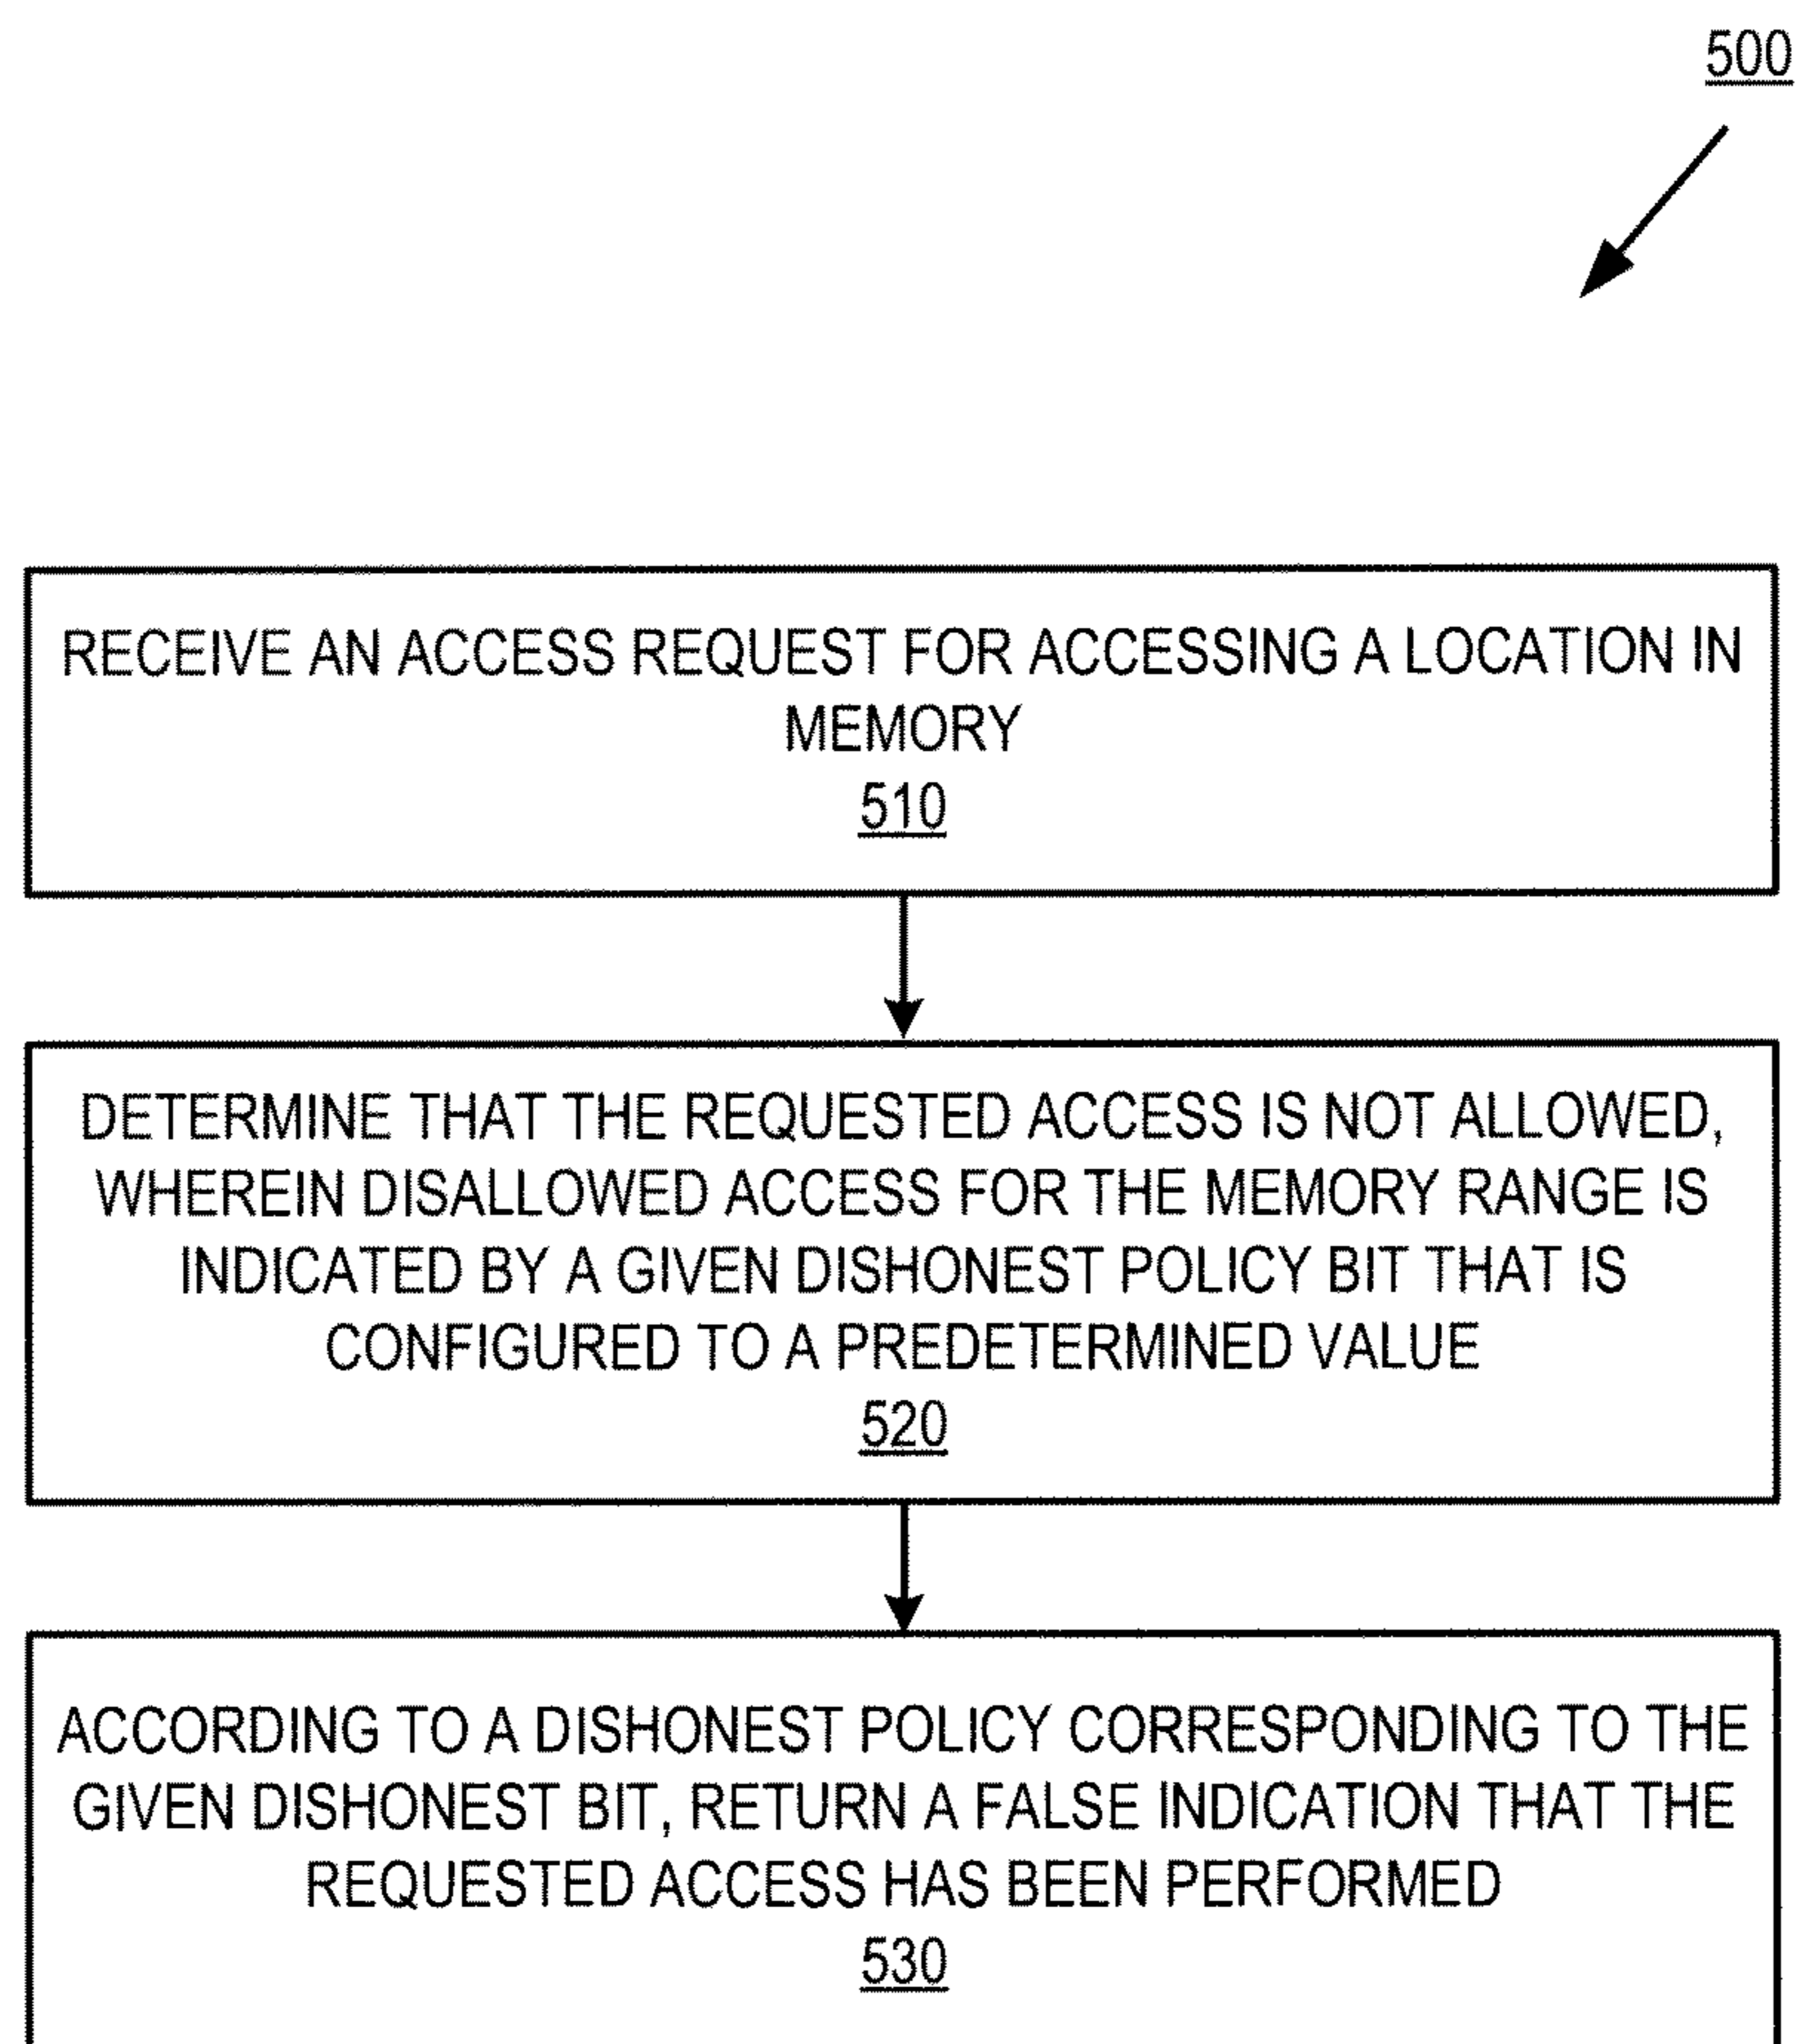 500
RECEIVE AN ACCESS REQUEST FOR ACCESSING A LOCATION IN
MEMORY
510
DETERMINE THAT THE REQUESTED ACCESS IS NOT ALLOWED,
WHEREIN DISALLOWED ACCESS FOR THE MEMORY RANGE IS
INDICATED BY A GIVEN DISHONEST POLICY BIT THAT IS
CONFIGURED TO A PREDETERMINED VALUE
520
ACCORDING TO A DISHONEST POLICY CORRESPONDING TO THE
GIVEN DISHONEST BIT, RETURN A FALSE INDICATION THAT THE
REQUESTED ACCESS HAS BEEN PERFORMED
530